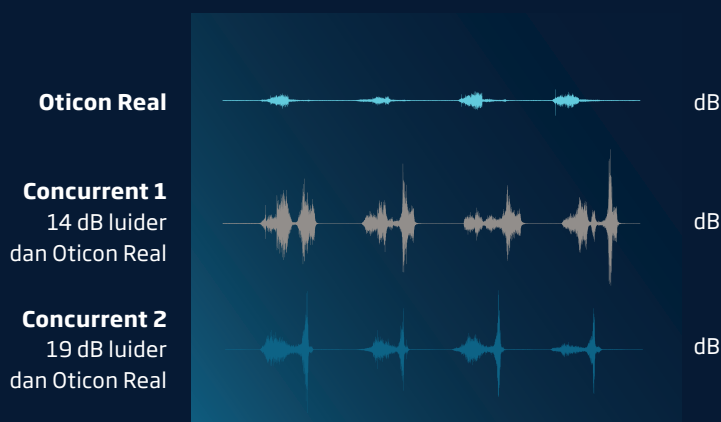 Oticon Real
dB
Concurrent 1
14 dB luider
dan Oticon Real
dB
Concurrent 2
19 dB luider
dan Oticon Real
dB